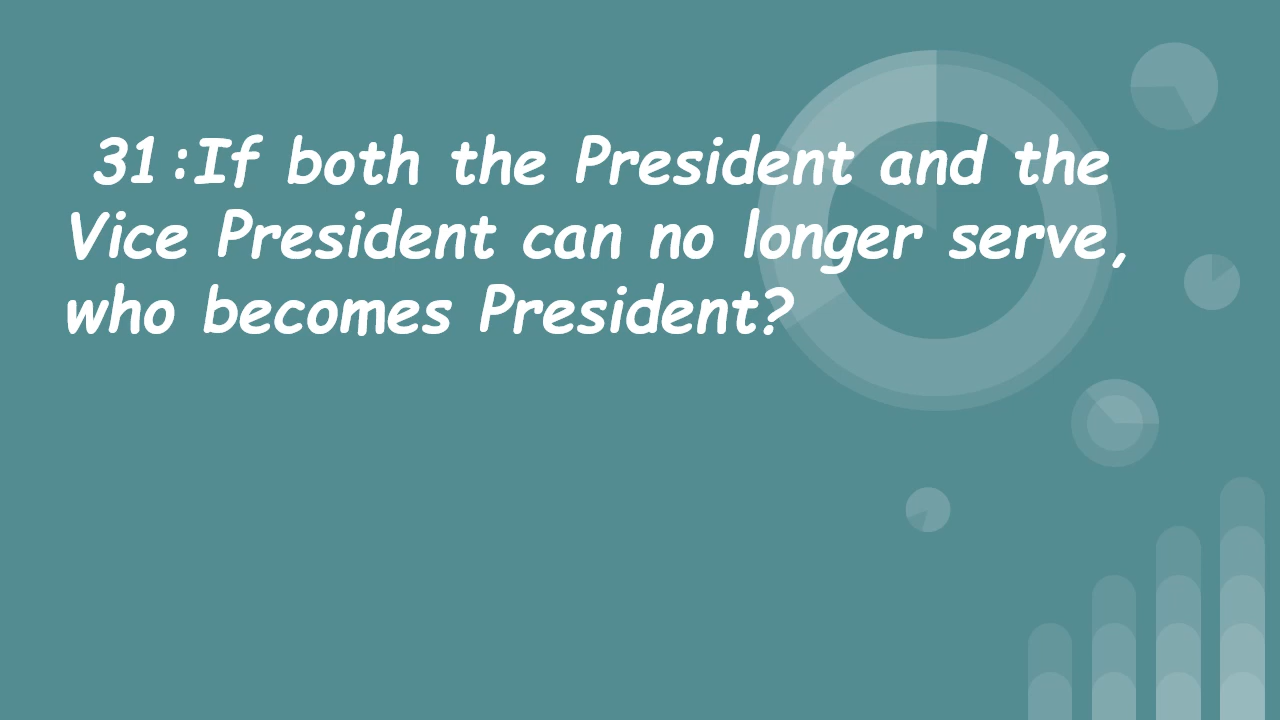 31:If both the President and the
Vice President can no longer serve,
who becomes President?